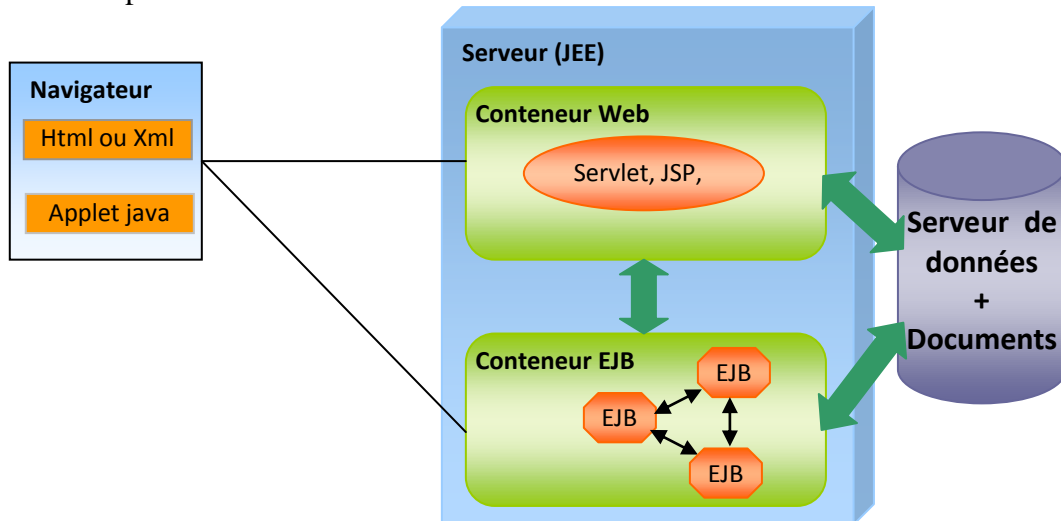 Navigateur
Html ou Xml
Applet java
Serveur (JEE)
Conteneur Web
Servlet, JSP,
Conteneur EJB
EJB
EJB
EJB
Serveur de
données
+
Documents